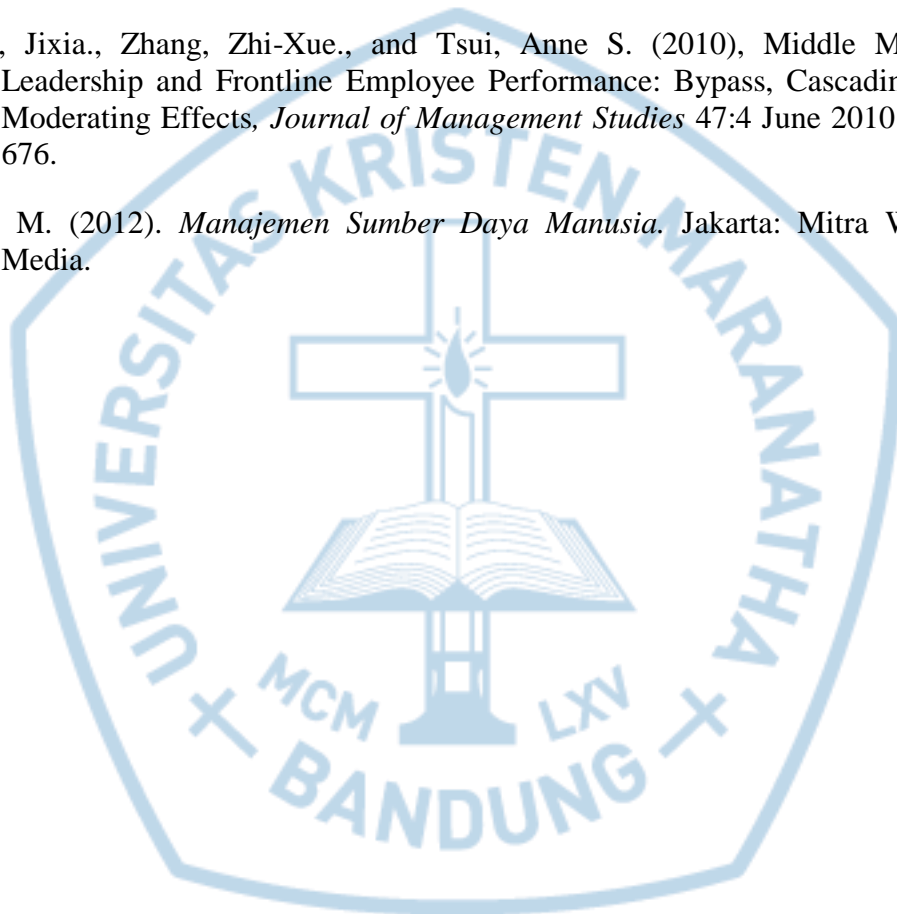 , Jixia., Zhang, Zhi-Xue., and Tsui, Anne S. (2010), Middle M
Leadership and Frontline Employee Performance: Bypass, Cascadin
Moderating Effects, Journal of Management Studies 47:4 June 2010
676.
M. (2012). Manajemen Sumber Daya Manusia. Jakarta: Mitra W
Media.
UNIVERSITAS KRISTEN MARANATHA
MCM LXV
BANDUNG